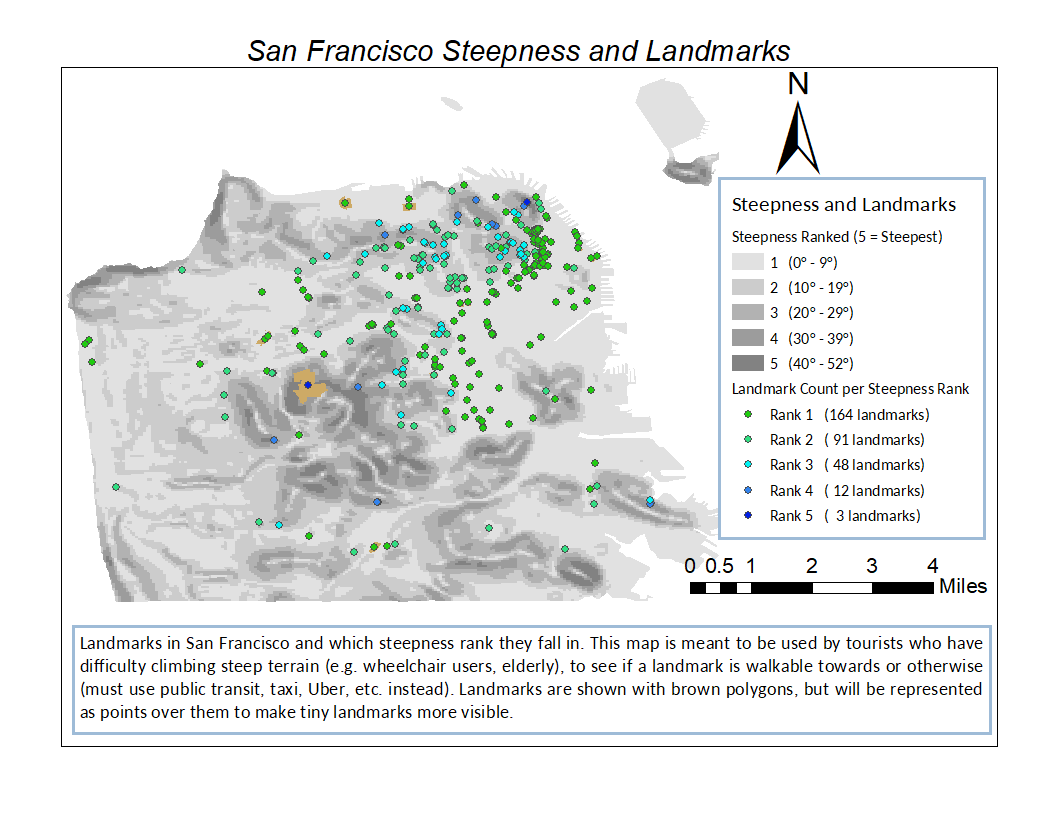 San Francisco Steepness and Landmarks
N
Steepness and Landmarks
Steepness Ranked (5 = Steepest)
1 (0° - 9°)
2 (10° - 19°)
3 (20° - 29°)
4 (30° - 39°)
5 (40° - 52°)
Landmark Count per Steepness Rank
Rank 1 (164 landmarks)
Rank 2 ( 91 landmarks)
Rank 3 ( 48 landmarks)
Rank 4 ( 12 landmarks)
Rank 5 ( 3 landmarks)
0 0.5 1 2 3 4
Miles
Landmarks in San Francisco and which steepness rank they fall in. This map is meant to be used by tourists who have
difficulty climbing steep terrain (e.g. wheelchair users, elderly), to see if a landmark is walkable towards or otherwise
(must use public transit, taxi, Uber, etc. instead). Landmarks are shown with brown polygons, but will be represented
as points over them to make tiny landmarks more visible.